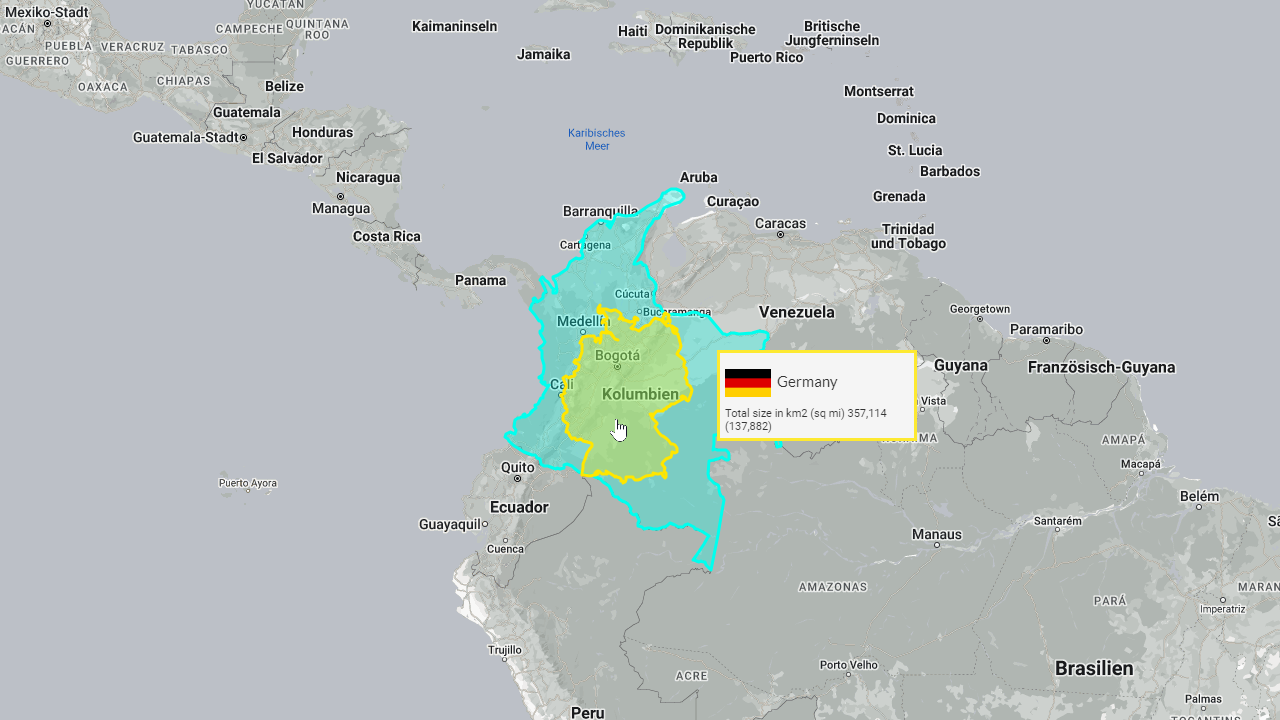 Mexiko-Stadt
YUCATÁN
CAMPECHE
QUINTANA
ROO
PUEBLA
VERACRUZ
TABASCO
GUERRERO
OAXACA
CHIAPAS
Kaimaninseln
Jamaika
Haiti
Dominikanische
Republik
Puerto Rico
Britische
Jungferninseln
Belize
Guatemala
Guatemala-Stadt
Honduras
El Salvador
Nicaragua
Managua
Costa Rica
Panama
Karibisches
Meer
Montserrat
Dominica
St. Lucia
Barbados
Grenada
Trinidad
und Tobago
Aruba
Curaçao
Caracas
Barranquilla
Cartagena
Cúcuta
Bucaramanga
Medellín
Bogotá
Cali
Kolumbien
Venezuela
Georgetown
Paramaribo
Guyana
Französisch-Guyana
Germany
Total size in km2 (sq mi) 357,114
(137,882)
Vista
AMAPÁ
Macapá
Belém
Quito
Ecuador
Puerto Ayora
Guayaquil
Cuenca
Manaus
Santarém
AMAZONAS
PARÁ
Imperatriz
Trujillo
Porto Velho
ACRE
Brasilien
Palmas
Peru